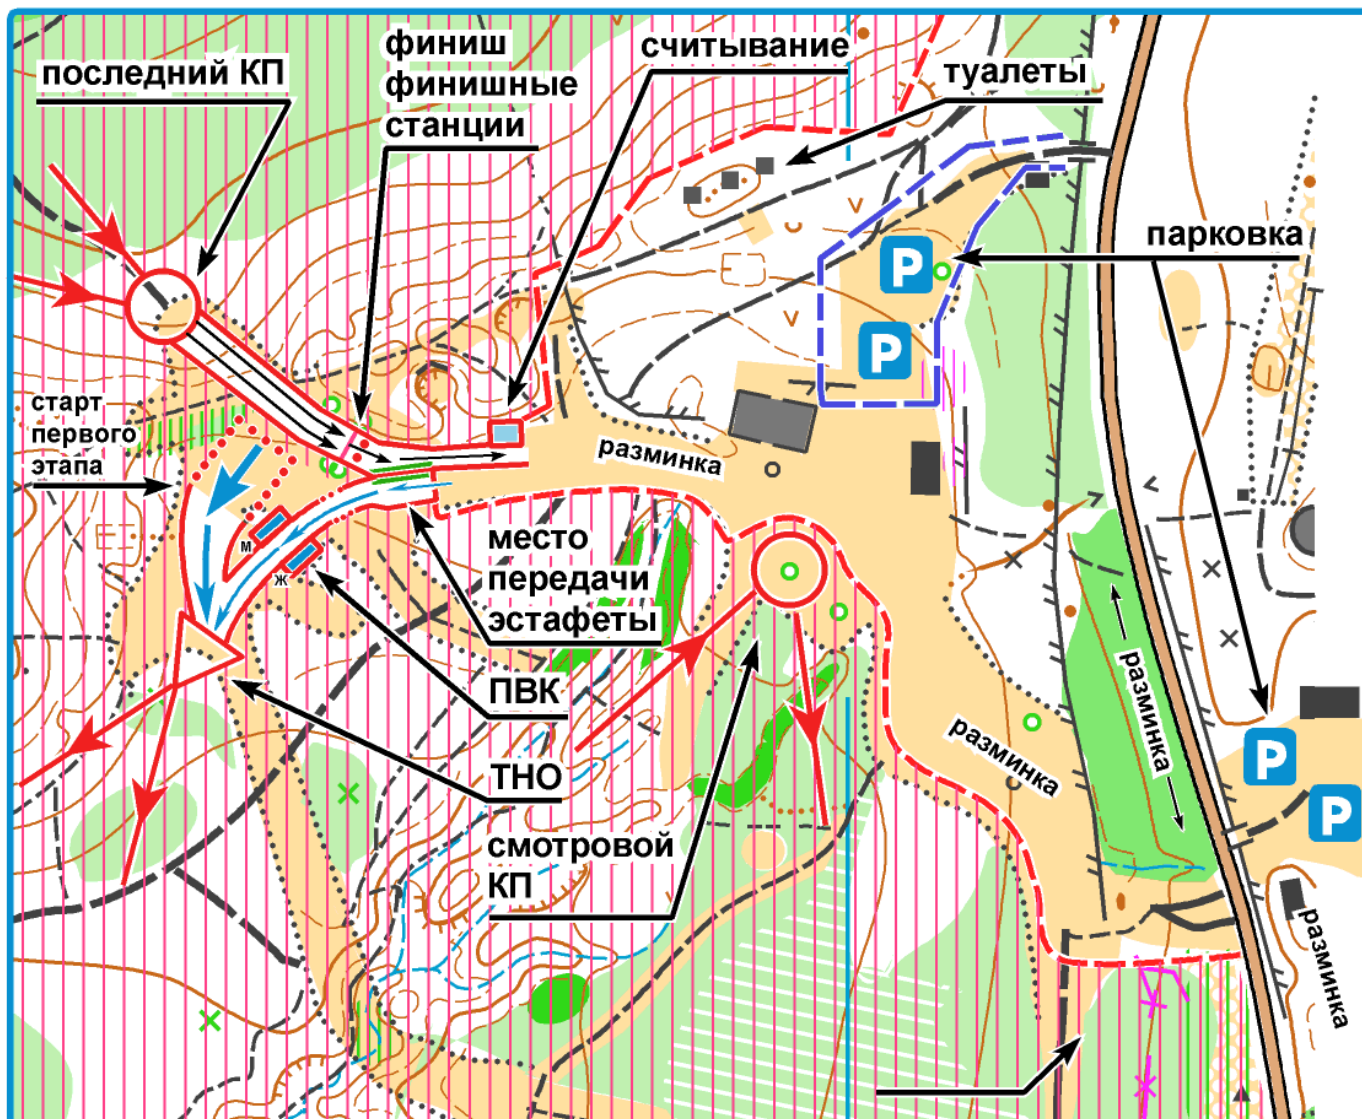 последний КП
финиш
финишные
станции
считывание
туалеты
парковка
P
P
старт
первого
этапа
разминка
м
ж
место
передачи
эстафеты
ПВК
ТНО
смотровой
КП
разминка
разминка
P
P
разминка